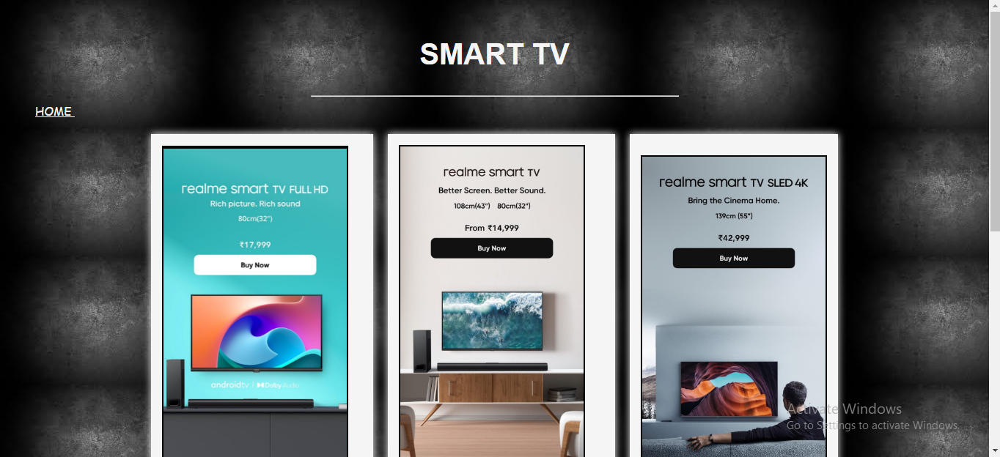 SMART TV
HOME
realme smart TV FULL HD
Rich picture. Rich sound
80cm(32")
₹17,999
Buy Now
androidtv | Dolby Audio
realme smart TV
Better Screen. Better Sound.
108cm(43") 80cm(32")
From ₹14,999
Buy Now
realme smart TV SLED 4K
Bring the Cinema Home.
139cm (55")
₹42,999
Buy Now
Activate Windows
Go to Settings to activate Windows.